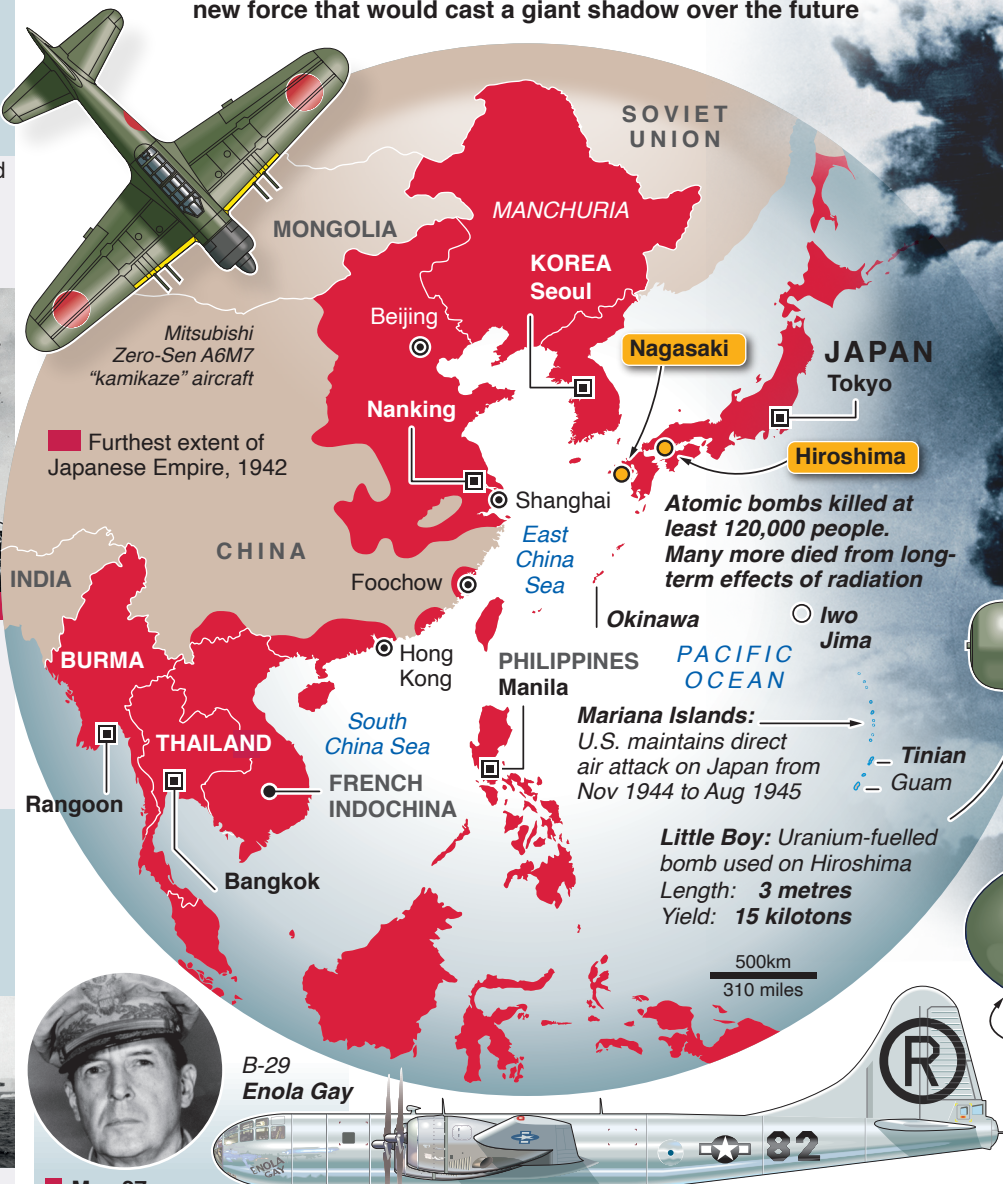 new force that would cast a giant shadow over the future
SOVIET
UNION
MONGOLIA
MANCHURIA
KOREA
Seoul
Beijing
Mitsubishi
Zero-Sen A6M7
“kamikaze” aircraft
Nagasaki
JAPAN
Tokyo
Nanking
Furthest extent of
Japanese Empire, 1942
Hiroshima
Shanghai
Atomic bombs killed at
least 120,000 people.
Many more died from long-
term effects of radiation
East
China
Sea
CHINA
INDIA
Foochow
Okinawa
Iwo
Jima
Hong
Kong
BURMA
PHILIPPINES
Manila
PACIFIC
OCEAN
South
China Sea
Mariana Islands:
U.S. maintains direct
air attack on Japan from
Nov 1944 to Aug 1945
THAILAND
FRENCH
INDOCHINA
Tinian
Guam
Rangoon
Bangkok
Little Boy: Uranium-fuelled
bomb used on Hiroshima
Length: 3 metres
Yield: 15 kilotons
500km
310 miles
B-29
Enola Gay
R
ENOLA
GAY
82